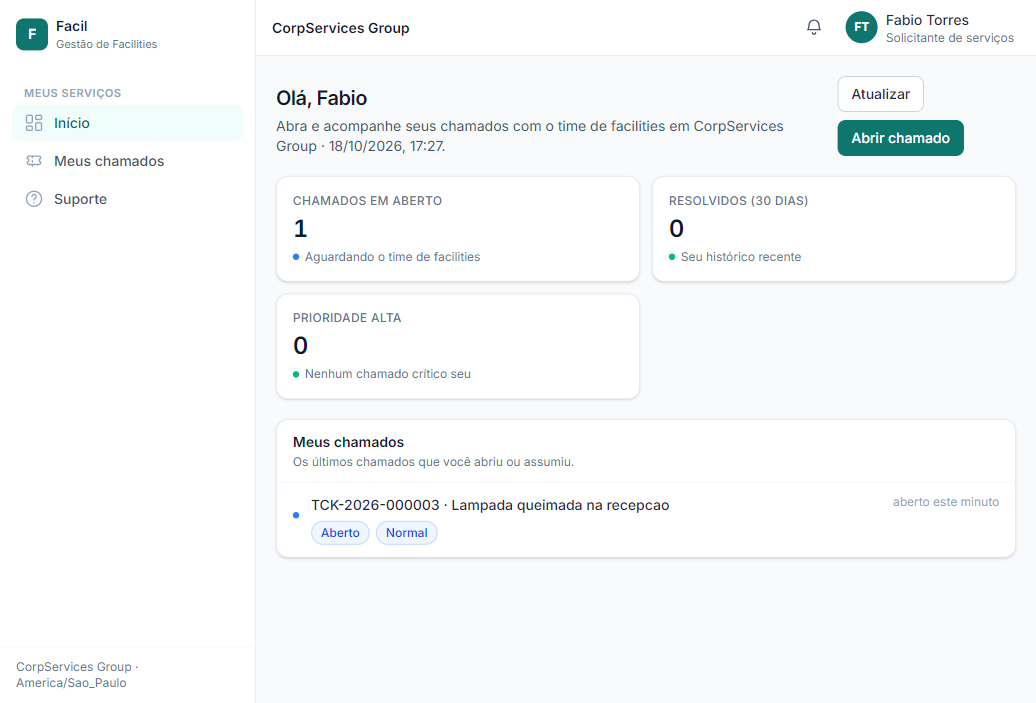 F
Facil
Gestão de Facilities
MEUS SERVIÇOS
Início
Meus chamados
Suporte
CorpServices Group ·
America/Sao_Paulo
CorpServices Group
FT
Fabio Torres
Solicitante de serviços
Olá, Fabio
Abra e acompanhe seus chamados com o time de facilities em CorpServices
Group · 18/10/2026, 17:27.
Atualizar
Abrir chamado
CHAMADOS EM ABERTO
1
Aguardando o time de facilities
RESOLVIDOS (30 DIAS)
0
Seu histórico recente
PRIORIDADE ALTA
0
Nenhum chamado crítico seu
Meus chamados
Os últimos chamados que você abriu ou assumiu.
TCK-2026-000003 · Lampada queimada na recepcao
aberto este minuto
Aberto
Normal